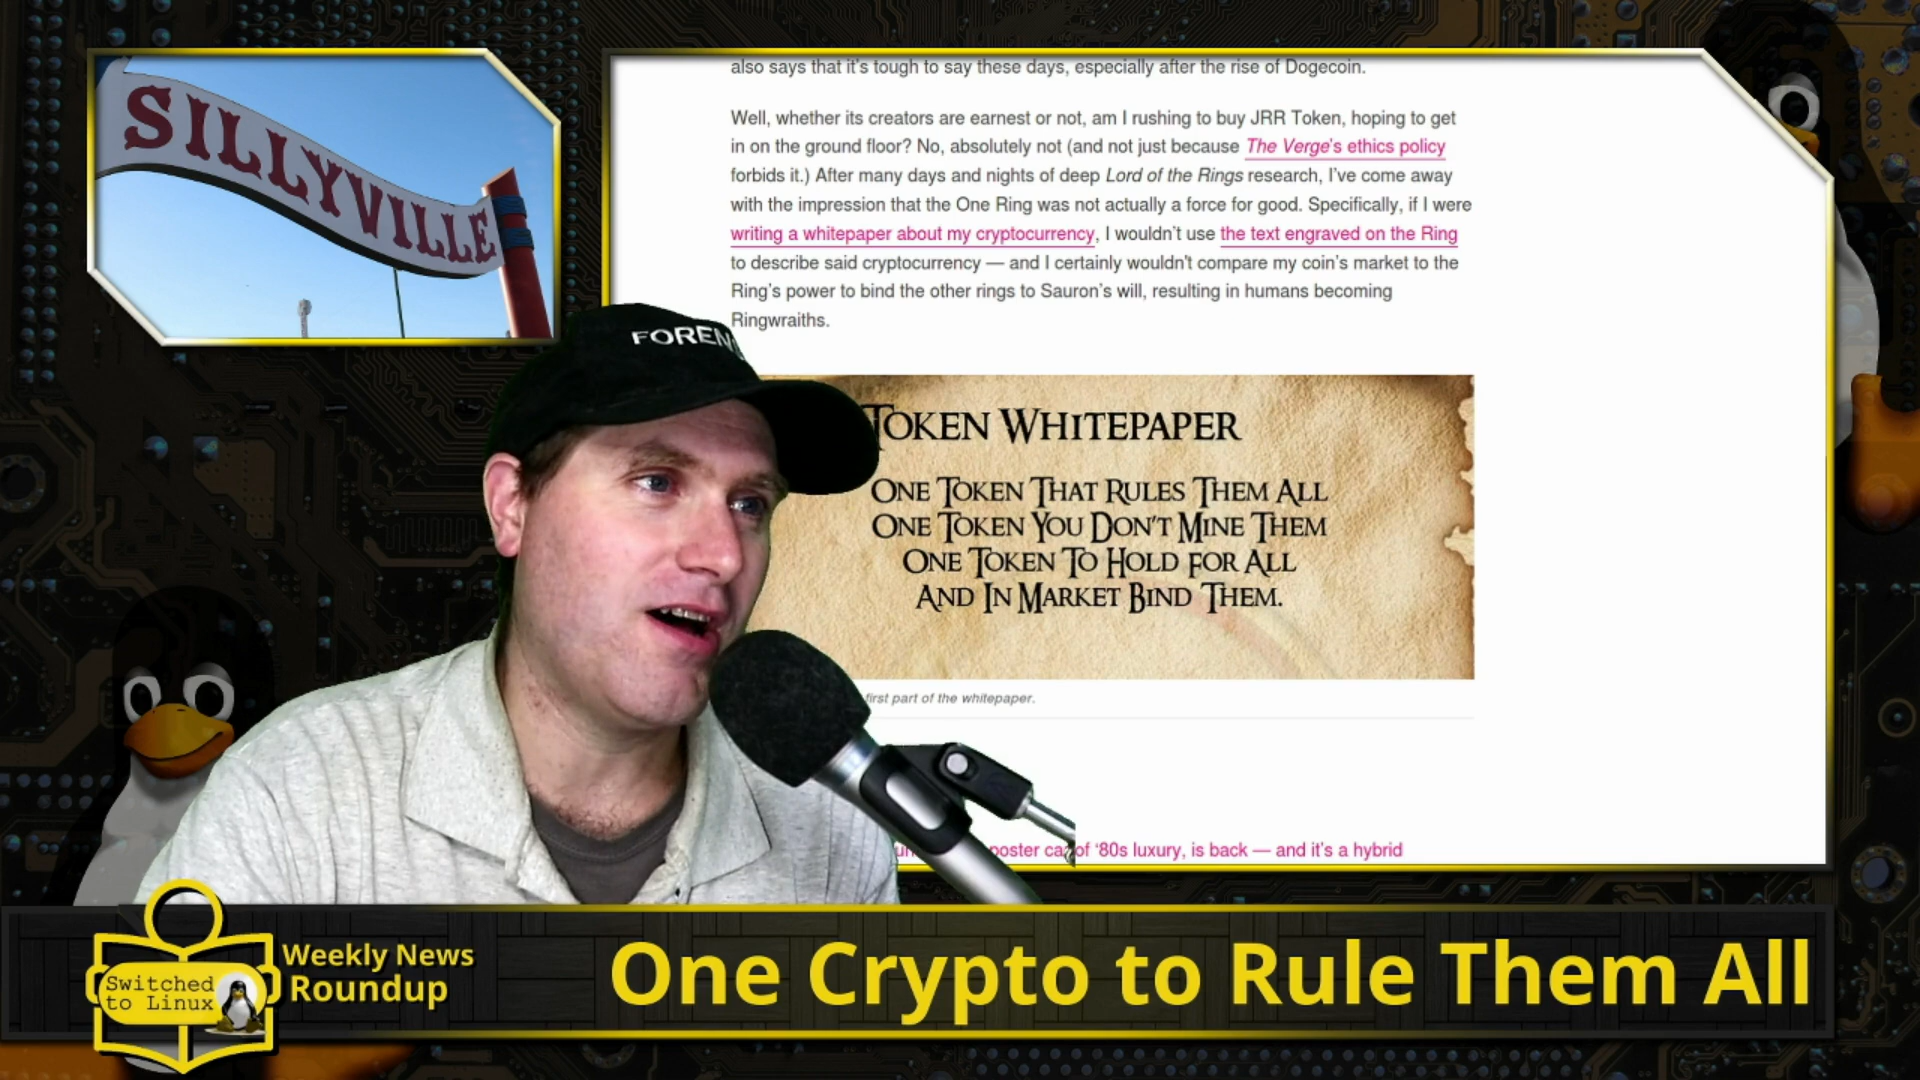 SILLYVILLE
also says that it's tough to say these days, especially after the rise of Dogecoin.
Well, whether its creators are earnest or not, am I rushing to buy JRR Token, hoping to get
in on the ground floor? No, absolutely not (and not just because The Verge's ethics policy
forbids it.) After many days and nights of deep Lord of the Rings research, I've come away
with the impression that the One Ring was not actually a force for good. Specifically, if I were
writing a whitepaper about my cryptocurrency, I wouldn't use the text engraved on the Ring
to describe said cryptocurrency — and I certainly wouldn't compare my coin's market to the
Ring's power to bind the other rings to Sauron's will, resulting in humans becoming
Ringwraiths.
FOREN
TOKEN WHITEPAPER
ONE TOKEN THAT RULES THEM ALL
ONE TOKEN YOU DON'T MINE THEM
ONE TOKEN TO HOLD FOR ALL
AND IN MARKET BIND THEM.
first part of the whitepaper.
poster car of '80s luxury, is back — and it's a hybrid
Switched
to Linux
Weekly News
Roundup
One Crypto to Rule Them All